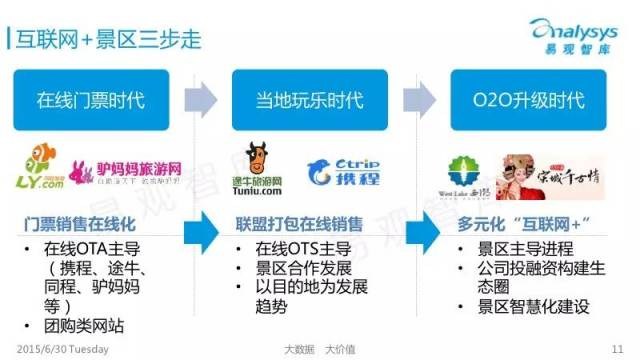 互联网+景区三步走
analysys
易观智库
在线门票时代
当地玩乐时代
O2O升级时代
LY.com
驴妈妈旅游网
途牛旅游网
Tuniu.com
Ctrip
携程
West Lake 西湖
宋城千古情
门票销售在线化
• 在线OTA主导
（携程、途牛、
同程、驴妈妈
等）
• 团购类网站
联盟打包在线销售
• 在线OTS主导
• 景区合作发展
• 以目的地为发展
趋势
多元化“互联网+”
• 景区主导进程
• 公司投融资构建生
态圈
• 景区智慧化建设
易观智库
2015/6/30 Tuesday
大数据 大价值
11